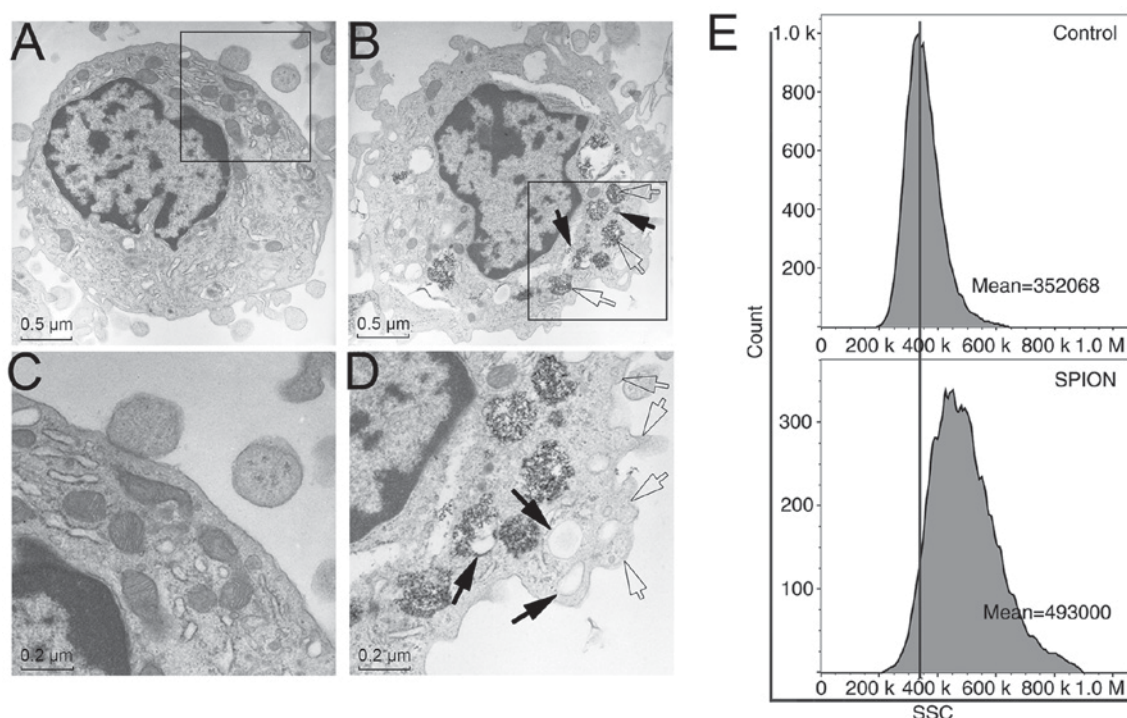 A
0.5 µm
B
0.5 µm
C
0.2 µm
D
0.2 µm
E
Count
1.0 k
800
600
400
200
Control
Mean=352068
0 200 k 400 k 600 k 800 k 1.0 M
300
200
100
SPION
Mean=493000
0 200 k 400 k 600 k 800 k 1.0 M
SSC